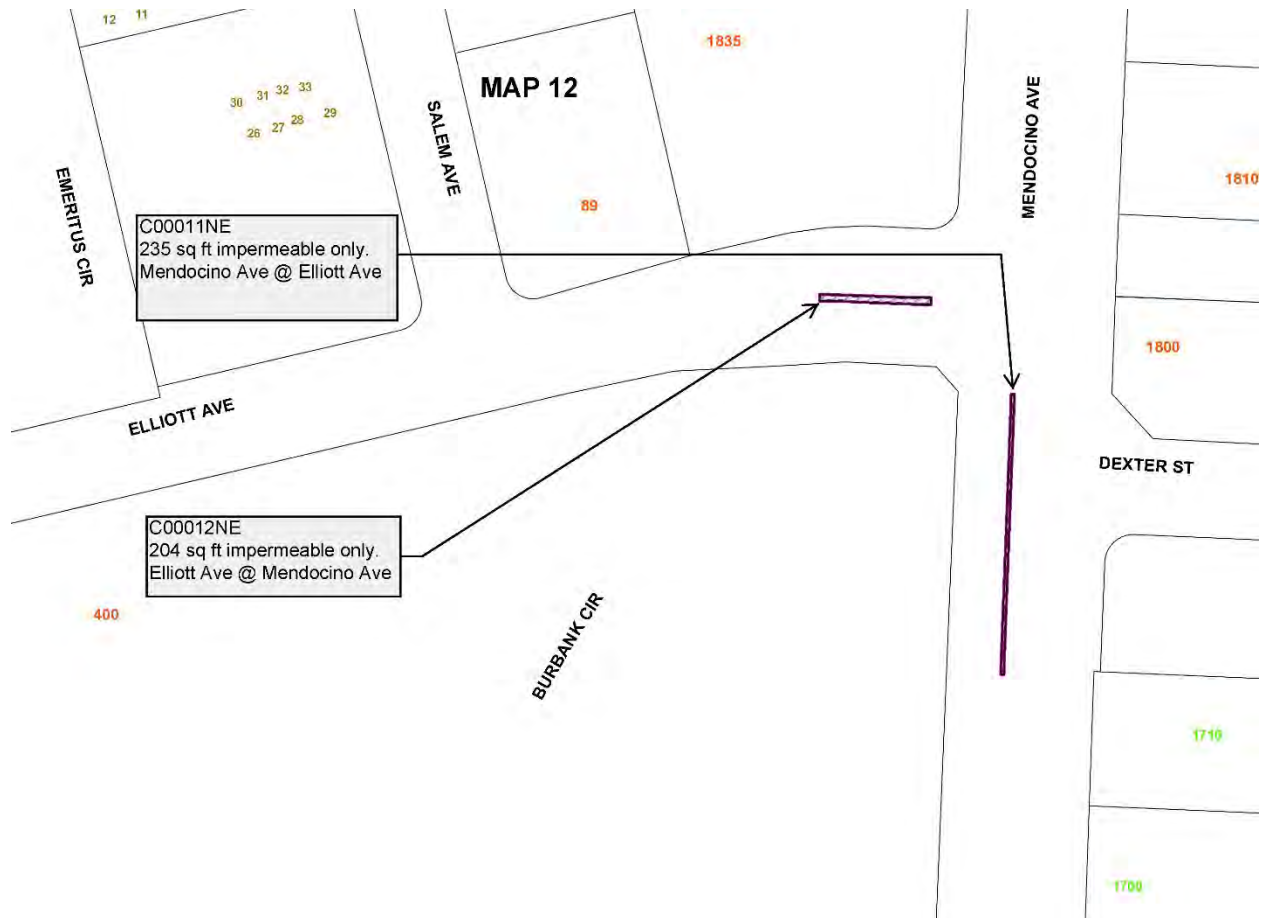 12 11
1835
MAP 12
30 31 32 33
26 27 28 29
SALEM AVE
MENDOCINO AVE
EMERITUS CIR
1810
89
C00011NE
235 sq ft impermeable only.
Mendocino Ave @ Elliott Ave
1800
ELLIOTT AVE
DEXTER ST
C00012NE
204 sq ft impermeable only.
Elliott Ave @ Mendocino Ave
400
BURBANK CIR
1710
1700